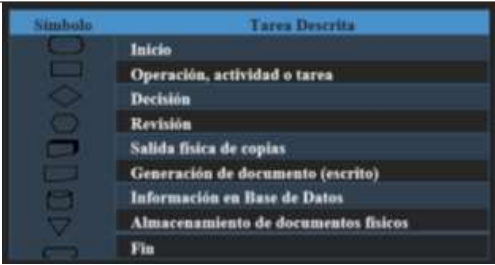 Símbolo Tarea Descrita
Inicio
Operación, actividad o tarea
Decisión
Revisión
Salida física de copias
Generación de documento (escrito)
Información en Base de Datos
Almacenamiento de documentos físicos
Fin